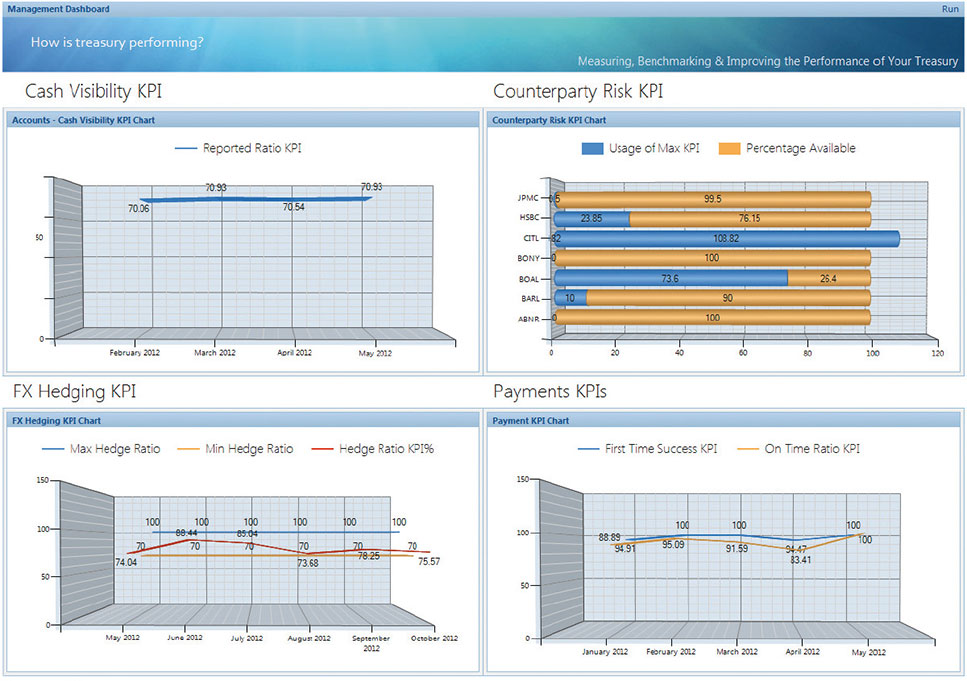 Management Dashboard Run
How is treasury performing?
Measuring, Benchmarking & Improving the Performance of Your Treasury
Cash Visibility KPI
Accounts - Cash Visibility KPI Chart
Reported Ratio KPI
70.06 70.93 70.54 70.93
50
0
February 2012 March 2012 April 2012 May 2012
Counterparty Risk KPI
Counterparty Risk KPI Chart
Usage of Max KPI Percentage Available
JPMC 0.5 99.5
HSBC 23.85 76.15
CITL 108.82
BONY 0 100
BOAL 73.6 26.4
BARL 10 90
ABNR 0 100
0 20 40 60 80 100 120
FX Hedging KPI
FX Hedging KPI Chart
Max Hedge Ratio Min Hedge Ratio Hedge Ratio KPI%
150
100 100 100 100 100 100
100
88.44 85.04
70 70 70 70 70 70
74.04 73.68 78.25 75.57
50
0
May 2012 June 2012 July 2012 August 2012 September October 2012
2012
Payments KPIs
Payment KPI Chart
First Time Success KPI On Time Ratio KPI
150
100 100 100
100
88.89 94.91 95.09 91.59 94.47 83.41 100
50
0
January 2012 February 2012 March 2012 April 2012 May 2012